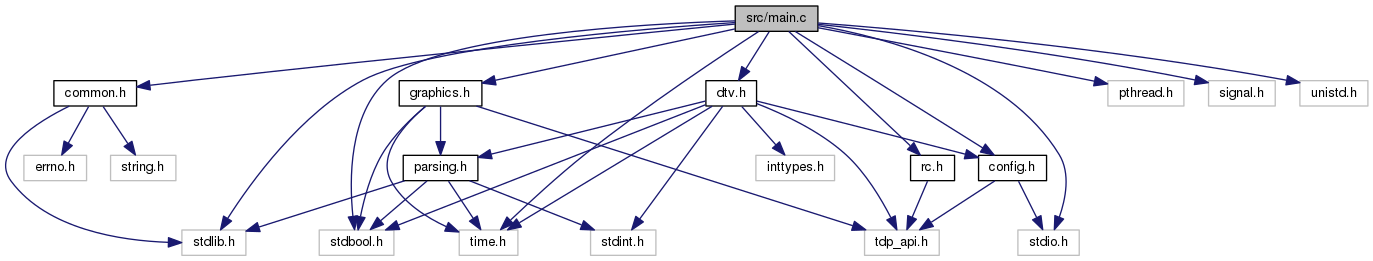 src/main.c
common.h
graphics.h
dtv.h
pthread.h
signal.h
unistd.h
errno.h
string.h
parsing.h
inttypes.h
rc.h
config.h
stdlib.h
stdbool.h
time.h
stdint.h
tdp_api.h
stdio.h